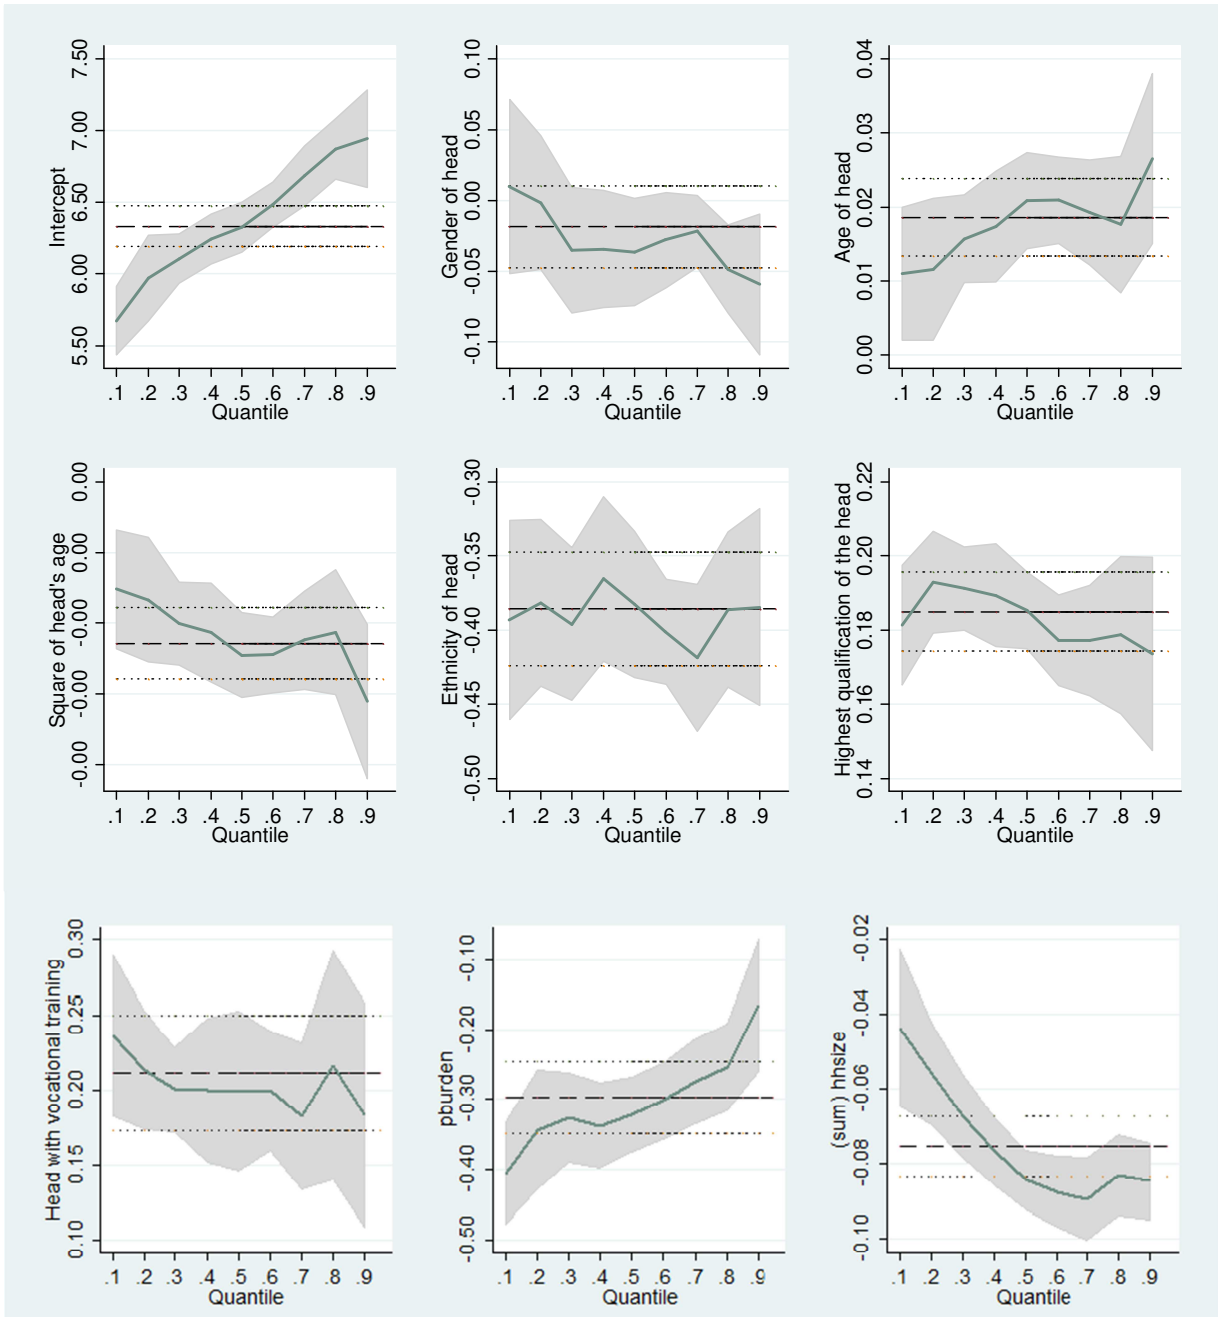 Intercept
7.50
7.00
6.50
6.00
5.50
.1 .2 .3 .4 .5 .6 .7 .8 .9
Quantile
Gender of head
0.10
0.05
0.00
-0.05
-0.10
.1 .2 .3 .4 .5 .6 .7 .8 .9
Quantile
Age of head
0.04
0.03
0.02
0.01
0.00
.1 .2 .3 .4 .5 .6 .7 .8 .9
Quantile
Square of head's age
0.00
0.00
-0.00
-0.00
-0.00
.1 .2 .3 .4 .5 .6 .7 .8 .9
Quantile
Ethnicity of head
-0.30
-0.35
-0.40
-0.45
-0.50
.1 .2 .3 .4 .5 .6 .7 .8 .9
Quantile
Highest qualification of the head
0.22
0.20
0.18
0.16
0.14
.1 .2 .3 .4 .5 .6 .7 .8 .9
Quantile
Head with vocational training
0.30
0.25
0.20
0.15
0.10
.1 .2 .3 .4 .5 .6 .7 .8 .9
Quantile
pburden
-0.10
-0.20
-0.30
-0.40
-0.50
.1 .2 .3 .4 .5 .6 .7 .8 .9
Quantile
(sum) hhsize
-0.02
-0.04
-0.06
-0.08
-0.10
.1 .2 .3 .4 .5 .6 .7 .8 .9
Quantile